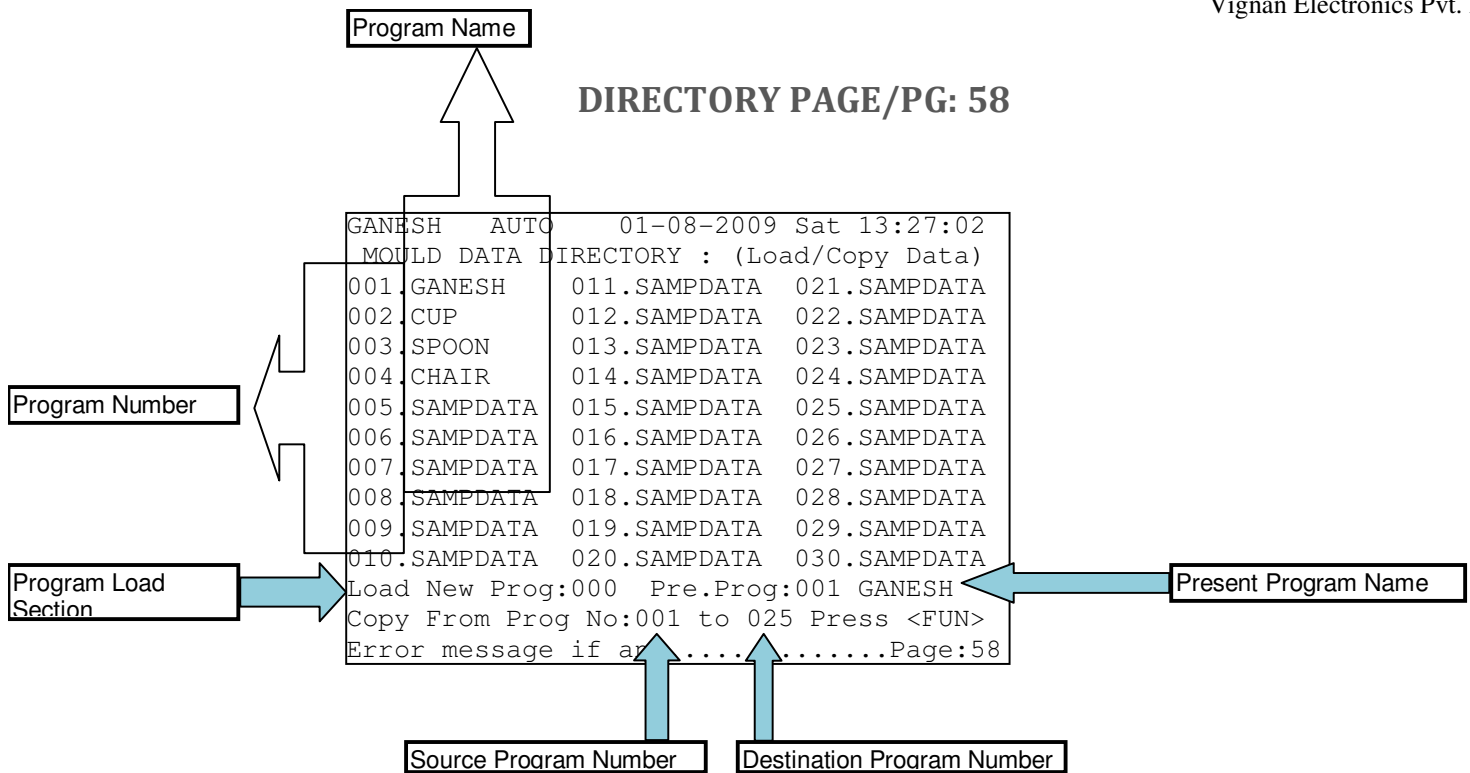 Vignan Electronics Pvt.
Program Name
DIRECTORY PAGE/PG: 58
GANESH AUTO 01-08-2009 Sat 13:27:02
MOULD DATA DIRECTORY : (Load/Copy Data)
001.GANESH 011.SAMPDATA 021.SAMPDATA
002.CUP 012.SAMPDATA 022.SAMPDATA
003.SPOON 013.SAMPDATA 023.SAMPDATA
004.CHAIR 014.SAMPDATA 024.SAMPDATA
005.SAMPDATA 015.SAMPDATA 025.SAMPDATA
006.SAMPDATA 016.SAMPDATA 026.SAMPDATA
007.SAMPDATA 017.SAMPDATA 027.SAMPDATA
008.SAMPDATA 018.SAMPDATA 028.SAMPDATA
009.SAMPDATA 019.SAMPDATA 029.SAMPDATA
010.SAMPDATA 020.SAMPDATA 030.SAMPDATA
Load New Prog:000 Pre.Prog:001 GANESH
Copy From Prog No:001 to 025 Press <FUN>
Error message if Page:58
Program Number
Program Load
Section
Present Program Name
Source Program Number
Destination Program Number